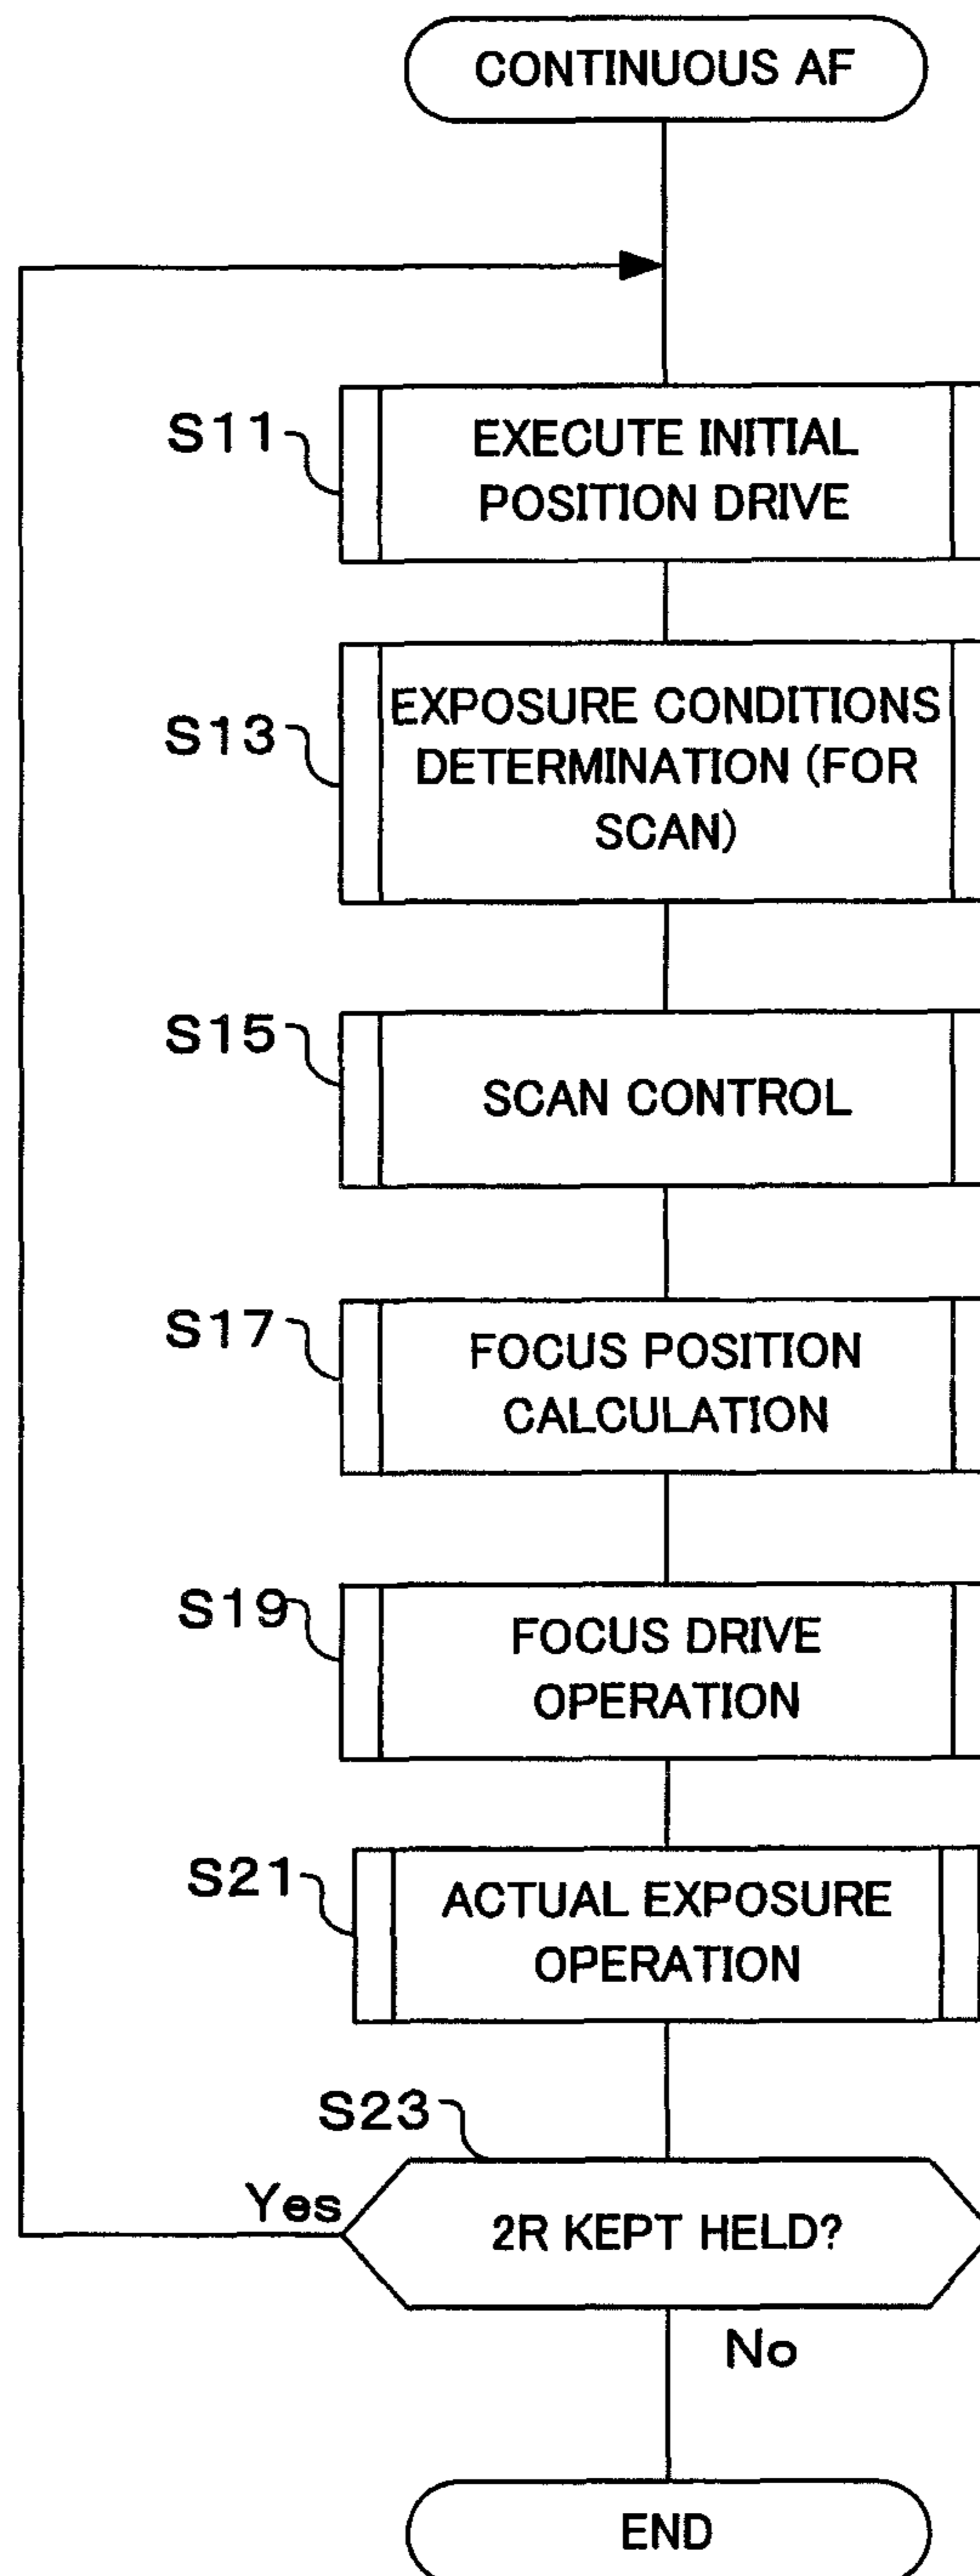 CONTINUOUS AF
S11
EXECUTE INITIAL
POSITION DRIVE
S13
EXPOSURE CONDITIONS
DETERMINATION (FOR
SCAN)
S15
SCAN CONTROL
S17
FOCUS POSITION
CALCULATION
S19
FOCUS DRIVE
OPERATION
S21
ACTUAL EXPOSURE
OPERATION
S23
Yes
2R KEPT HELD?
No
END